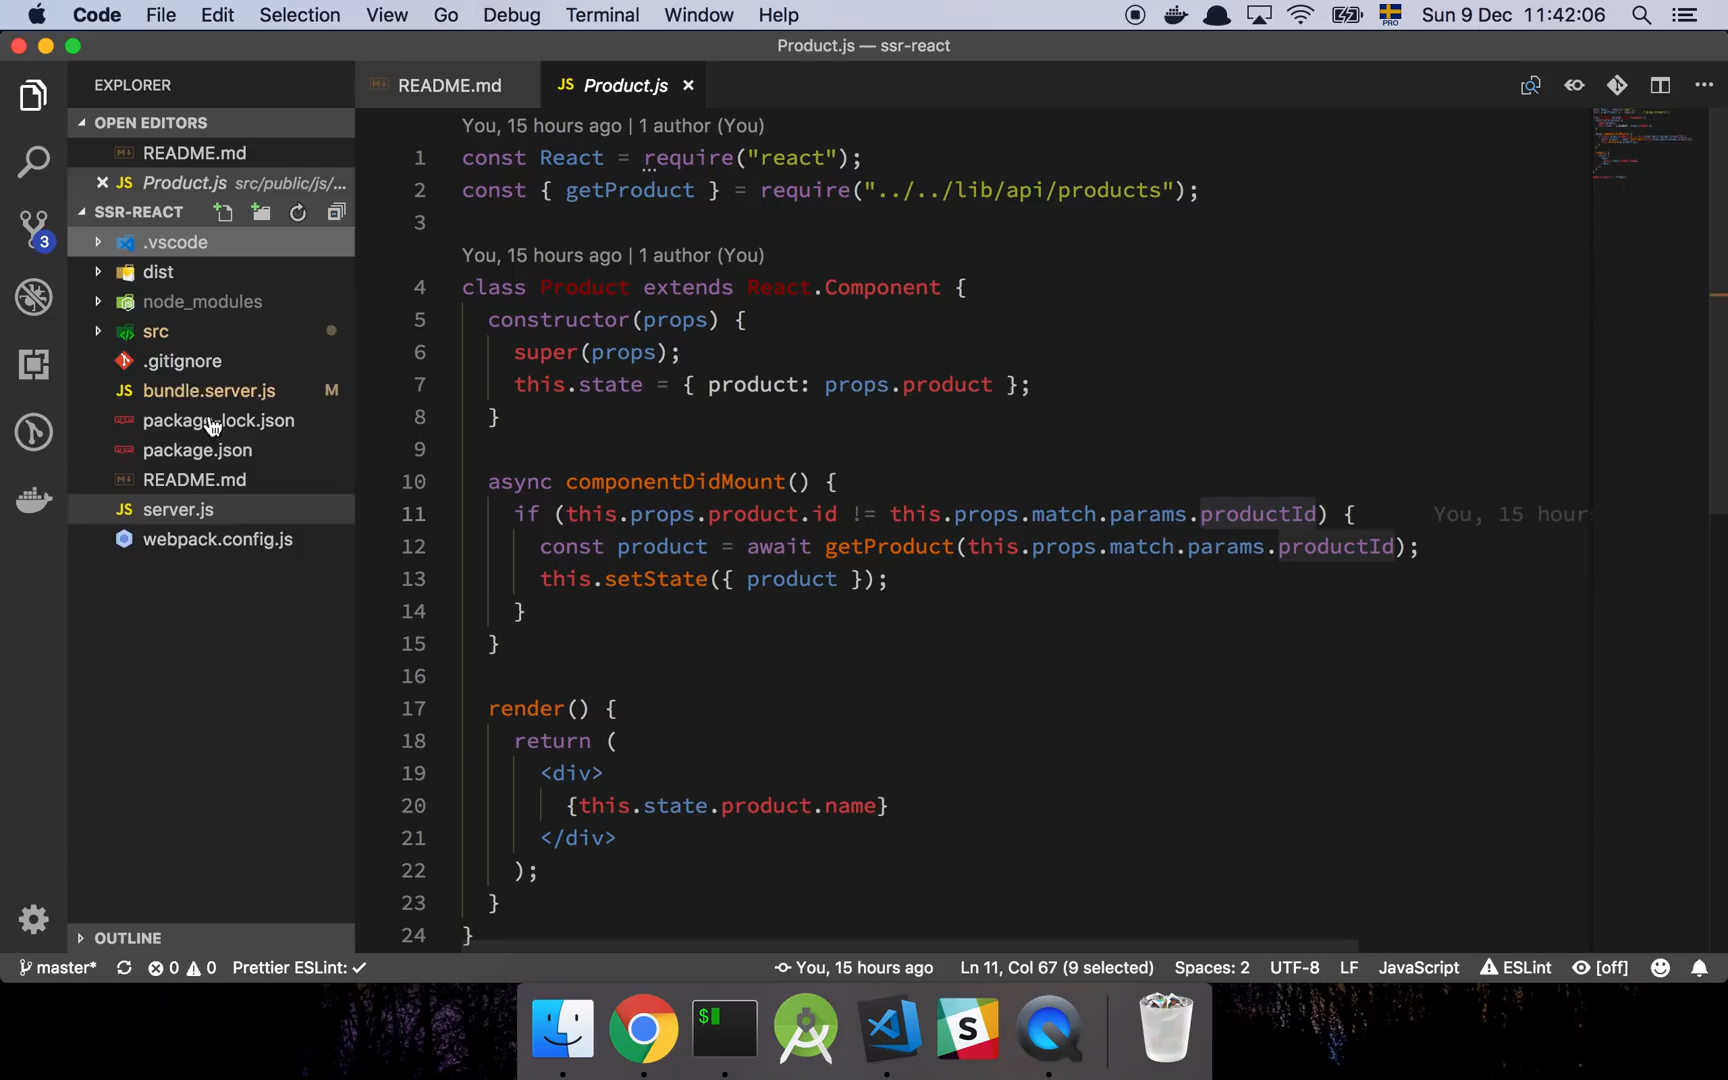 Code File Edit Selection View Go Debug Terminal Window Help PRO Sun 9 Dec 11:42:06
Product.js — ssr-react
EXPLORER
OPEN EDITORS
README.md
JS Product.js src/public/js/...
SSR-REACT
.vscode
dist
node_modules
src
.gitignore
JS bundle.server.js M
package-lock.json
package.json
README.md
JS server.js
webpack.config.js
OUTLINE
3
README.md
JS Product.js
You, 15 hours ago | 1 author (You)
1 const React = require("react");
2 const { getProduct } = require("../../lib/api/products");
3
You, 15 hours ago | 1 author (You)
4 class Product extends React.Component {
5 constructor(props) {
6 super(props);
7 this.state = { product: props.product };
8 }
9
10 async componentDidMount() {
11 if (this.props.product.id != this.props.match.params.productId) { You, 15 hour
12 const product = await getProduct(this.props.match.params.productId);
13 this.setState({ product });
14 }
15 }
16
17 render() {
18 return (
19 <div>
20 {this.state.product.name}
21 </div>
22 );
23 }
24 }
master* 0 0 Prettier ESLint: ✓ You, 15 hours ago Ln 11, Col 67 (9 selected) Spaces: 2 UTF-8 LF JavaScript ESLint [off]
$
S